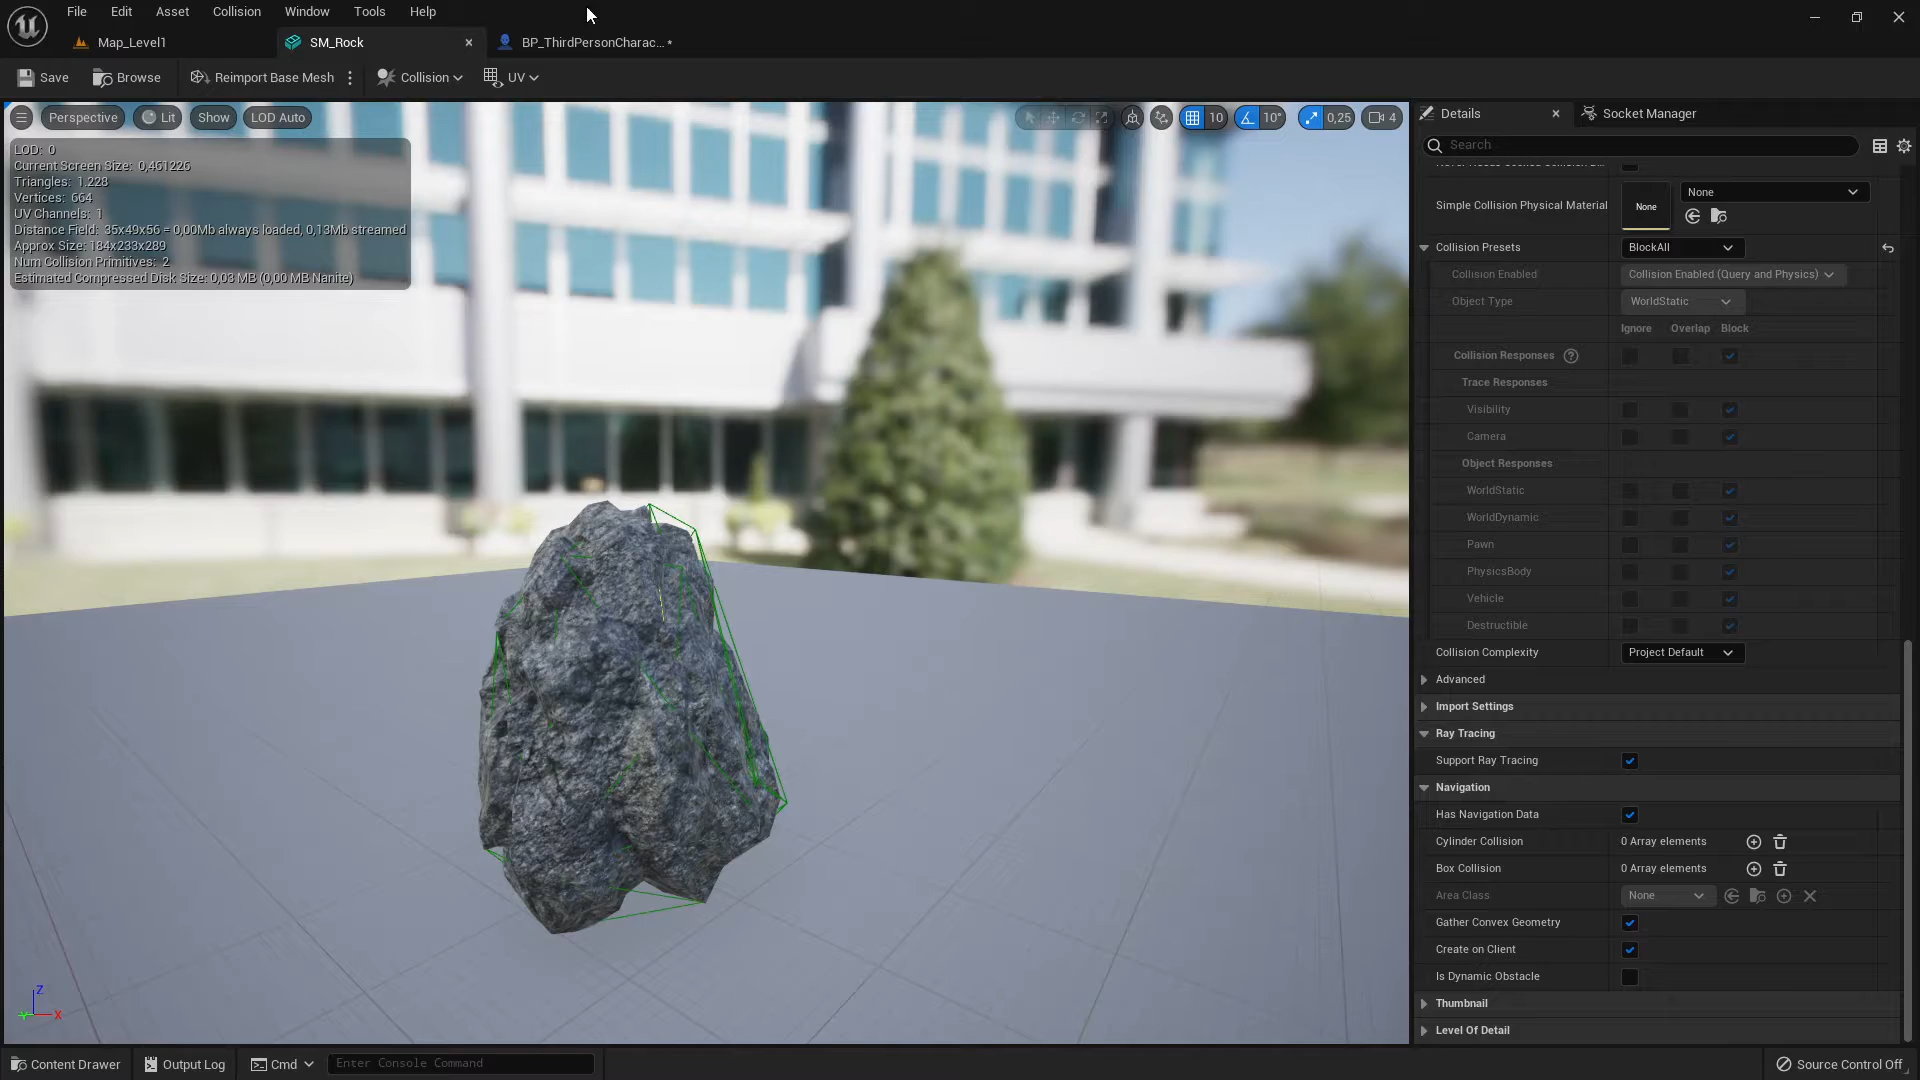 File Edit Asset Collision Window Tools Help
Map_Level1 SM_Rock BP_ThirdPersonCharac... *
Save Browse Reimport Base Mesh Collision UV
Perspective Lit Show LOD Auto 10 10° 0,25 4
LOD: 0
Current Screen Size: 0,461226
Triangles: 1.228
Vertices: 664
UV Channels: 1
Distance Field: 35x49x56 = 0,00Mb always loaded, 0,13Mb streamed
Approx Size: 184x233x289
Num Collision Primitives: 2
Estimated Compressed Disk Size: 0,03 MB (0,00 MB Nanite)
Z
Y X
Details Socket Manager
Search
Simple Collision Physical Material None None
Collision Presets BlockAll
Collision Enabled Collision Enabled (Query and Physics)
Object Type WorldStatic
Ignore Overlap Block
Collision Responses ?
Trace Responses
Visibility
Camera
Object Responses
WorldStatic
WorldDynamic
Pawn
PhysicsBody
Vehicle
Destructible
Collision Complexity Project Default
Advanced
Import Settings
Ray Tracing
Support Ray Tracing
Navigation
Has Navigation Data
Cylinder Collision 0 Array elements
Box Collision 0 Array elements
Area Class None
Gather Convex Geometry
Create on Client
Is Dynamic Obstacle
Thumbnail
Level Of Detail
Content Drawer Output Log Cmd Enter Console Command Source Control Off